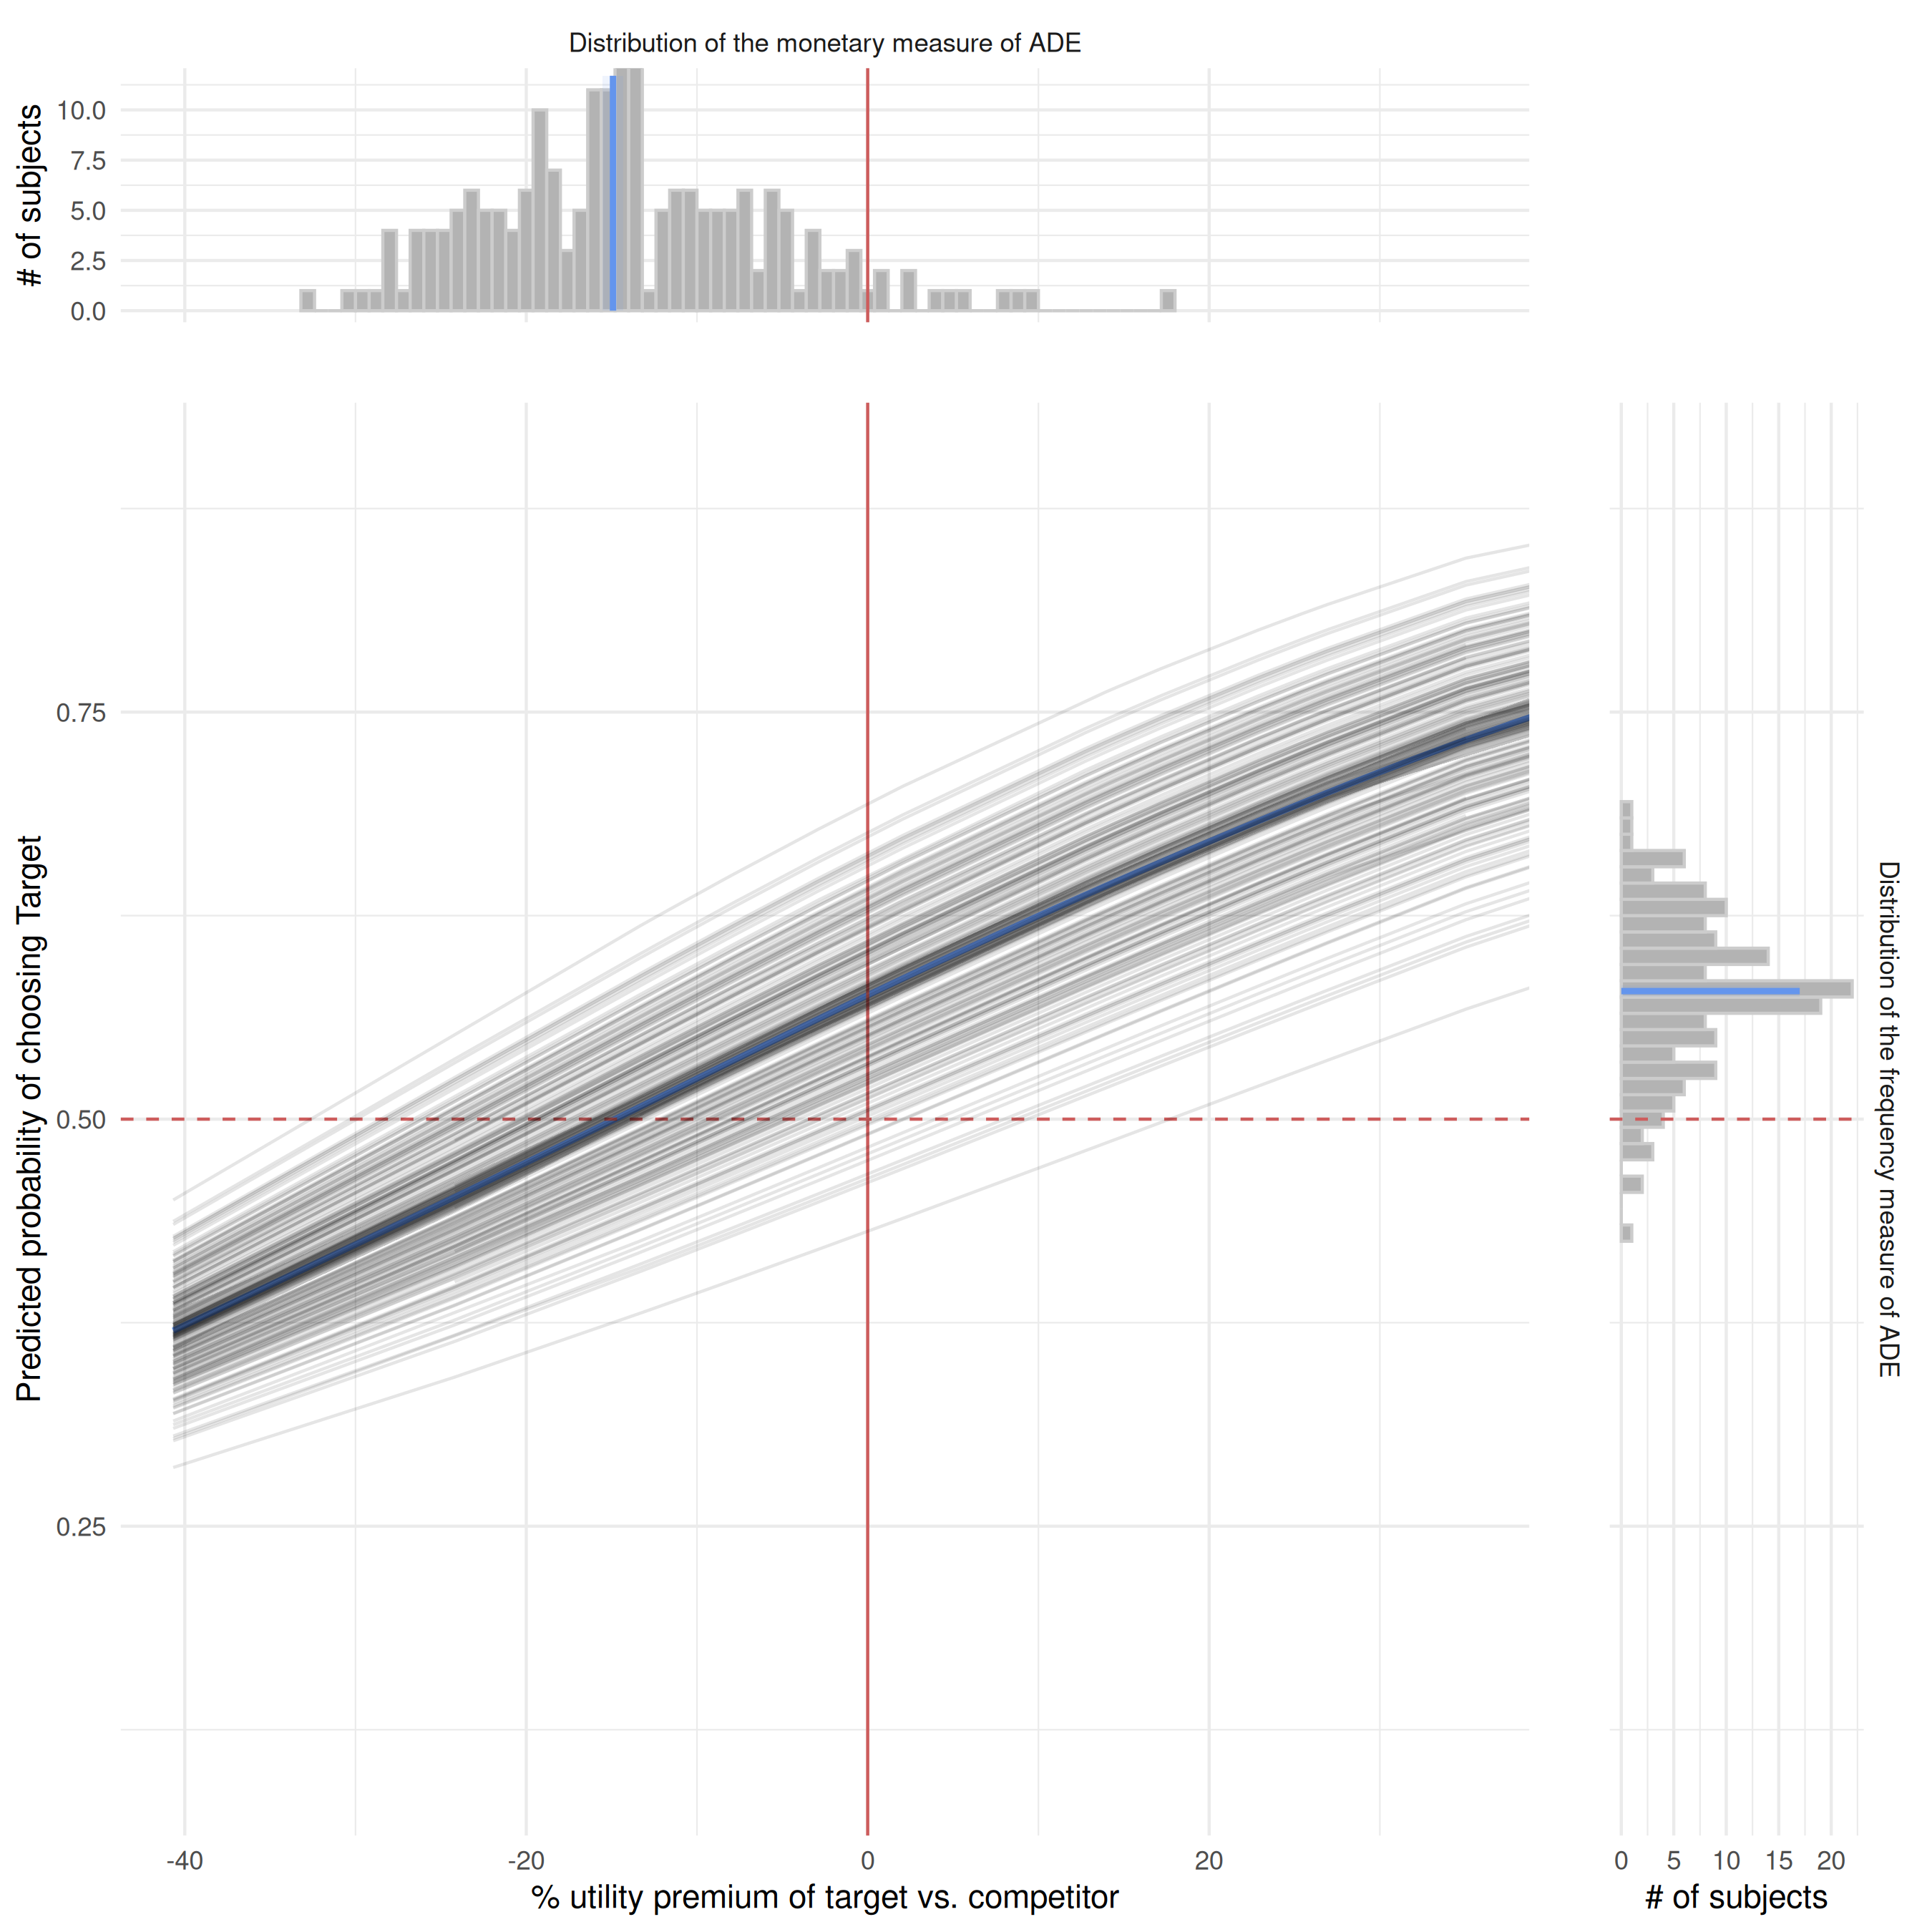 Distribution of the monetary measure of ADE
# of subjects
10.0
7.5
5.0
2.5
0.0
Predicted probability of choosing Target
0.75
0.50
0.25
-40 -20 0 20
% utility premium of target vs. competitor
Distribution of the frequency measure of ADE
0 5 10 15 20
# of subjects